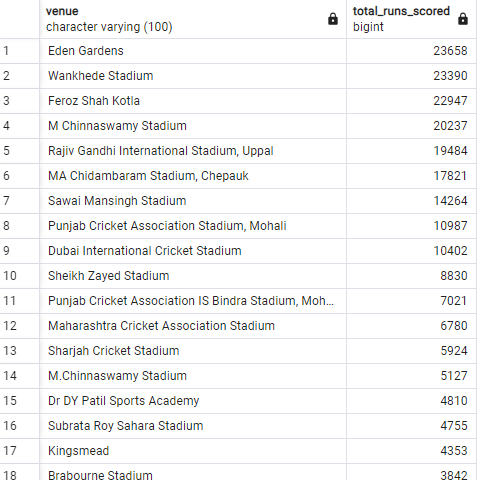 venue total_runs_scored
character varying (100) bigint
1 Eden Gardens 23658
2 Wankhede Stadium 23390
3 Feroz Shah Kotla 22947
4 M Chinnaswamy Stadium 20237
5 Rajiv Gandhi International Stadium, Uppal 19484
6 MA Chidambaram Stadium, Chepauk 17821
7 Sawai Mansingh Stadium 14264
8 Punjab Cricket Association Stadium, Mohali 10987
9 Dubai International Cricket Stadium 10402
10 Sheikh Zayed Stadium 8830
11 Punjab Cricket Association IS Bindra Stadium, Moh... 7021
12 Maharashtra Cricket Association Stadium 6780
13 Sharjah Cricket Stadium 5924
14 M.Chinnaswamy Stadium 5127
15 Dr DY Patil Sports Academy 4810
16 Subrata Roy Sahara Stadium 4755
17 Kingsmead 4353
18 Brabourne Stadium 3842